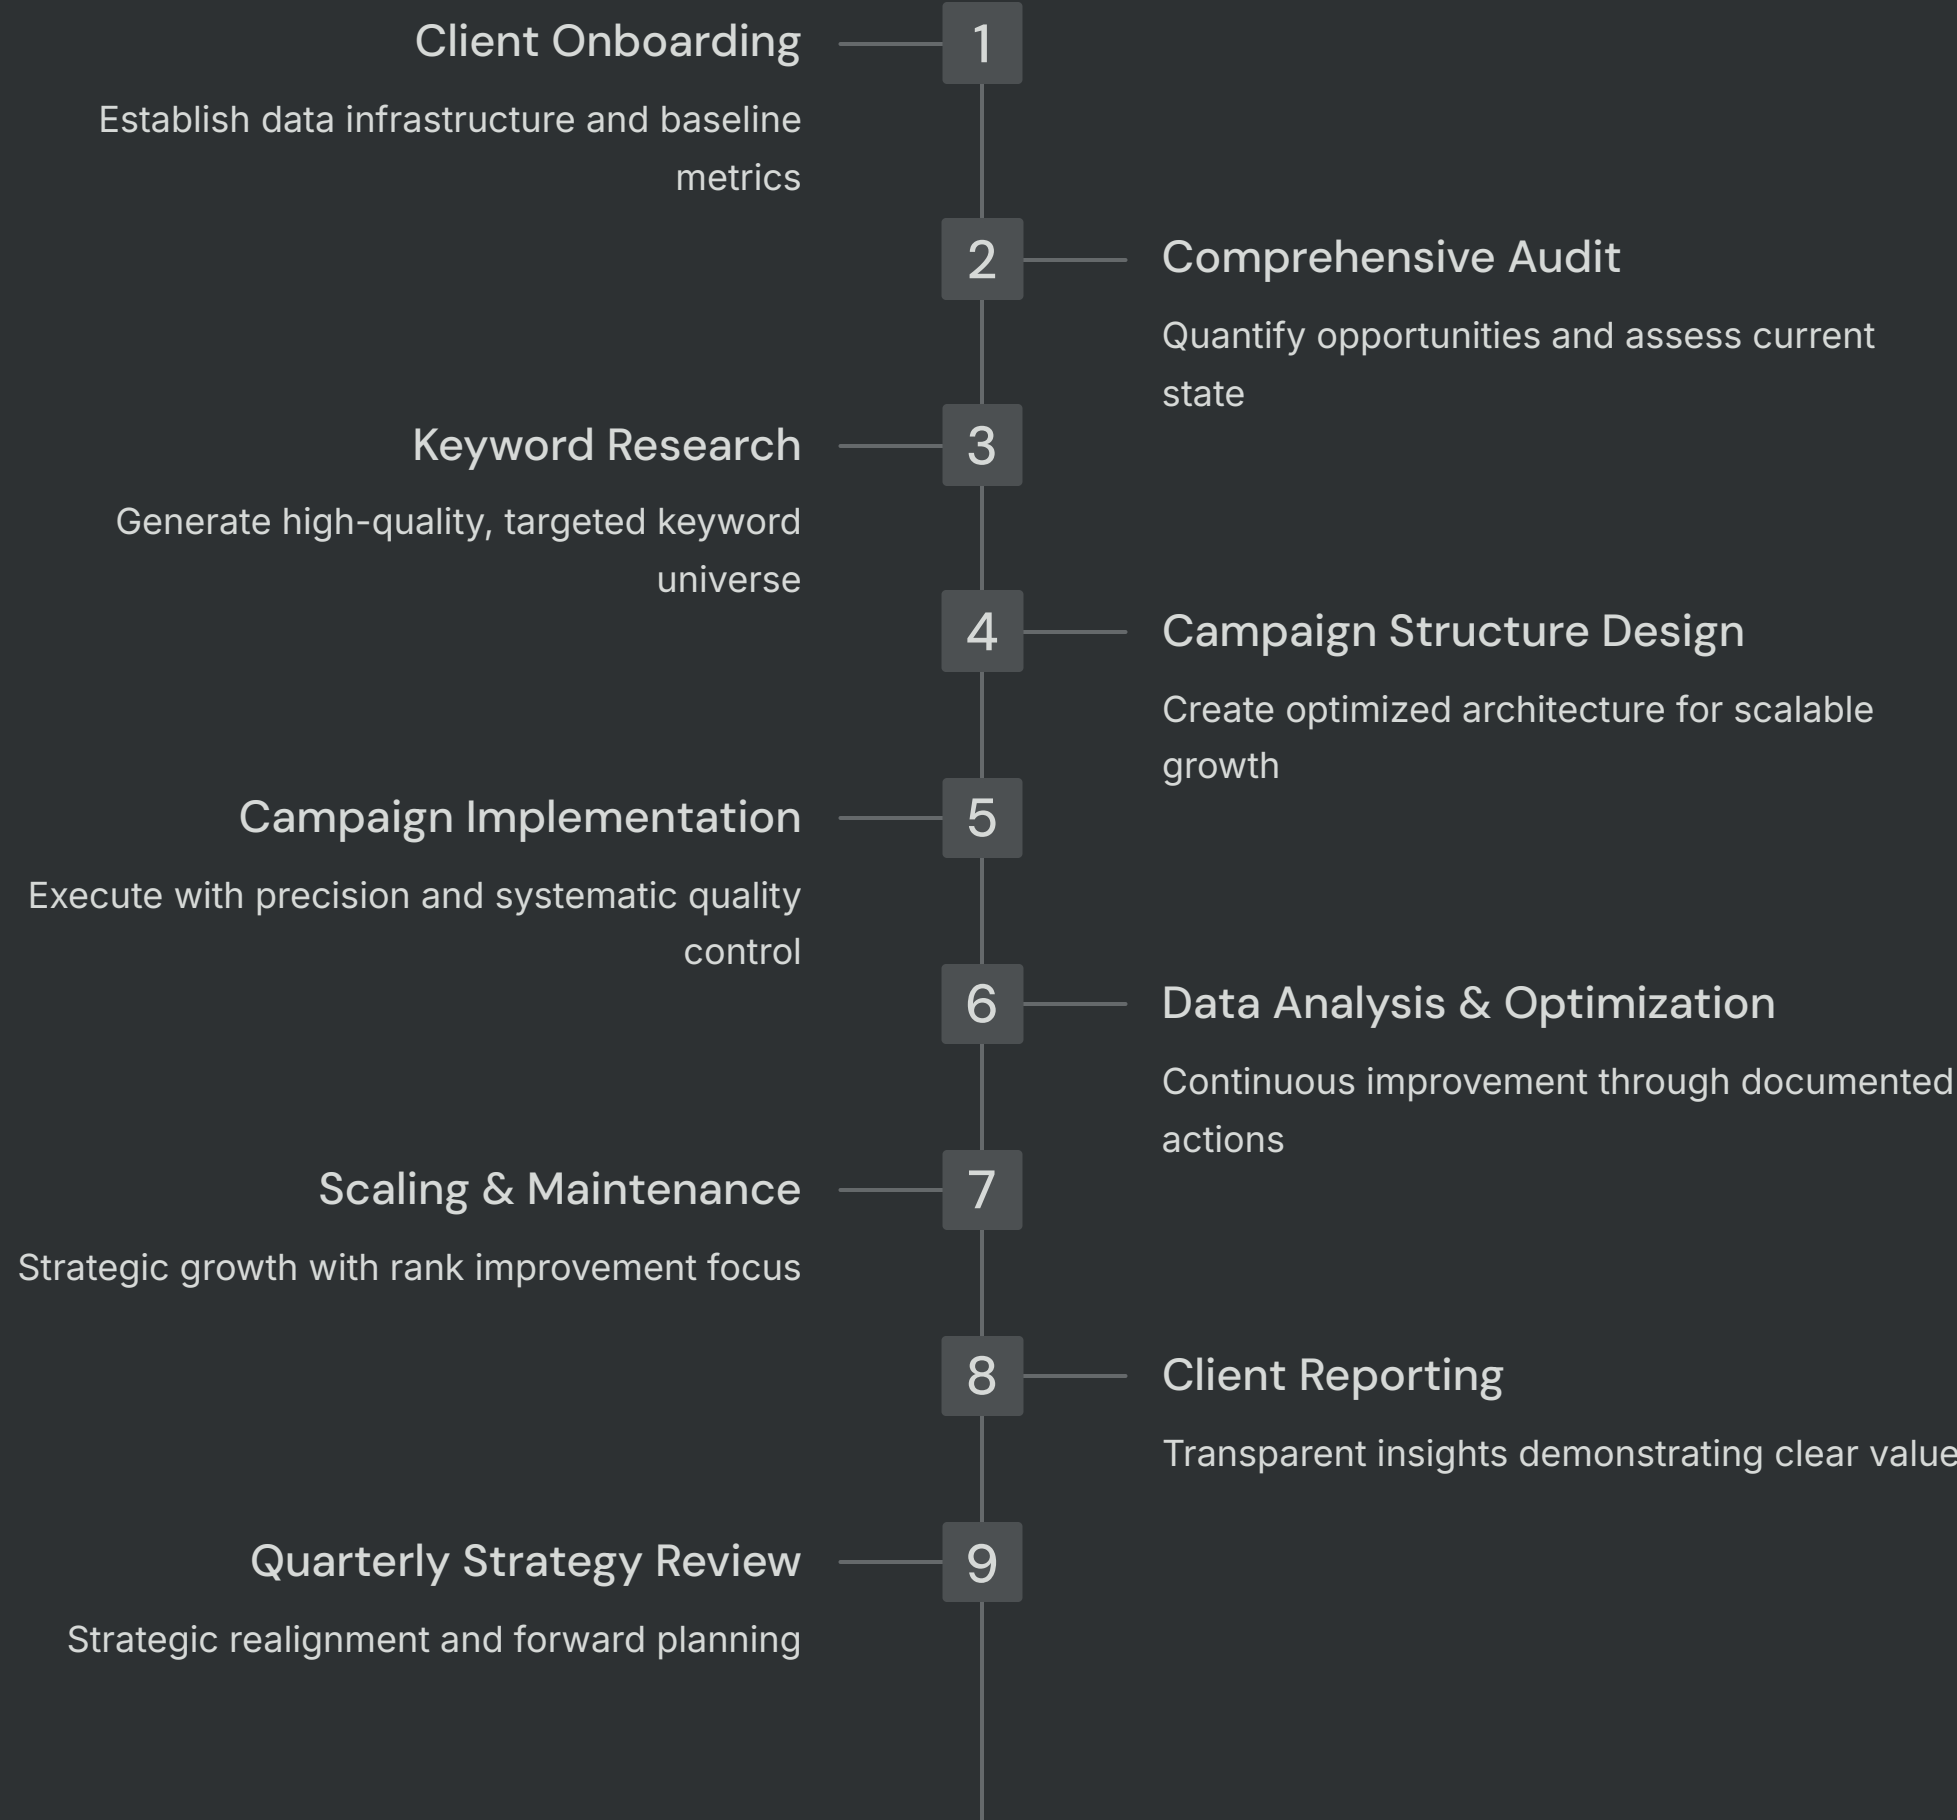 Client Onboarding
1
Establish data infrastructure and baseline
metrics
2
Comprehensive Audit
Quantify opportunities and assess current
state
Keyword Research
3
Generate high-quality, targeted keyword
universe
4
Campaign Structure Design
Create optimized architecture for scalable
growth
Campaign Implementation
5
Execute with precision and systematic quality
control
6
Data Analysis & Optimization
Continuous improvement through documented
actions
Scaling & Maintenance
7
Strategic growth with rank improvement focus
8
Client Reporting
Transparent insights demonstrating clear value
Quarterly Strategy Review
9
Strategic realignment and forward planning